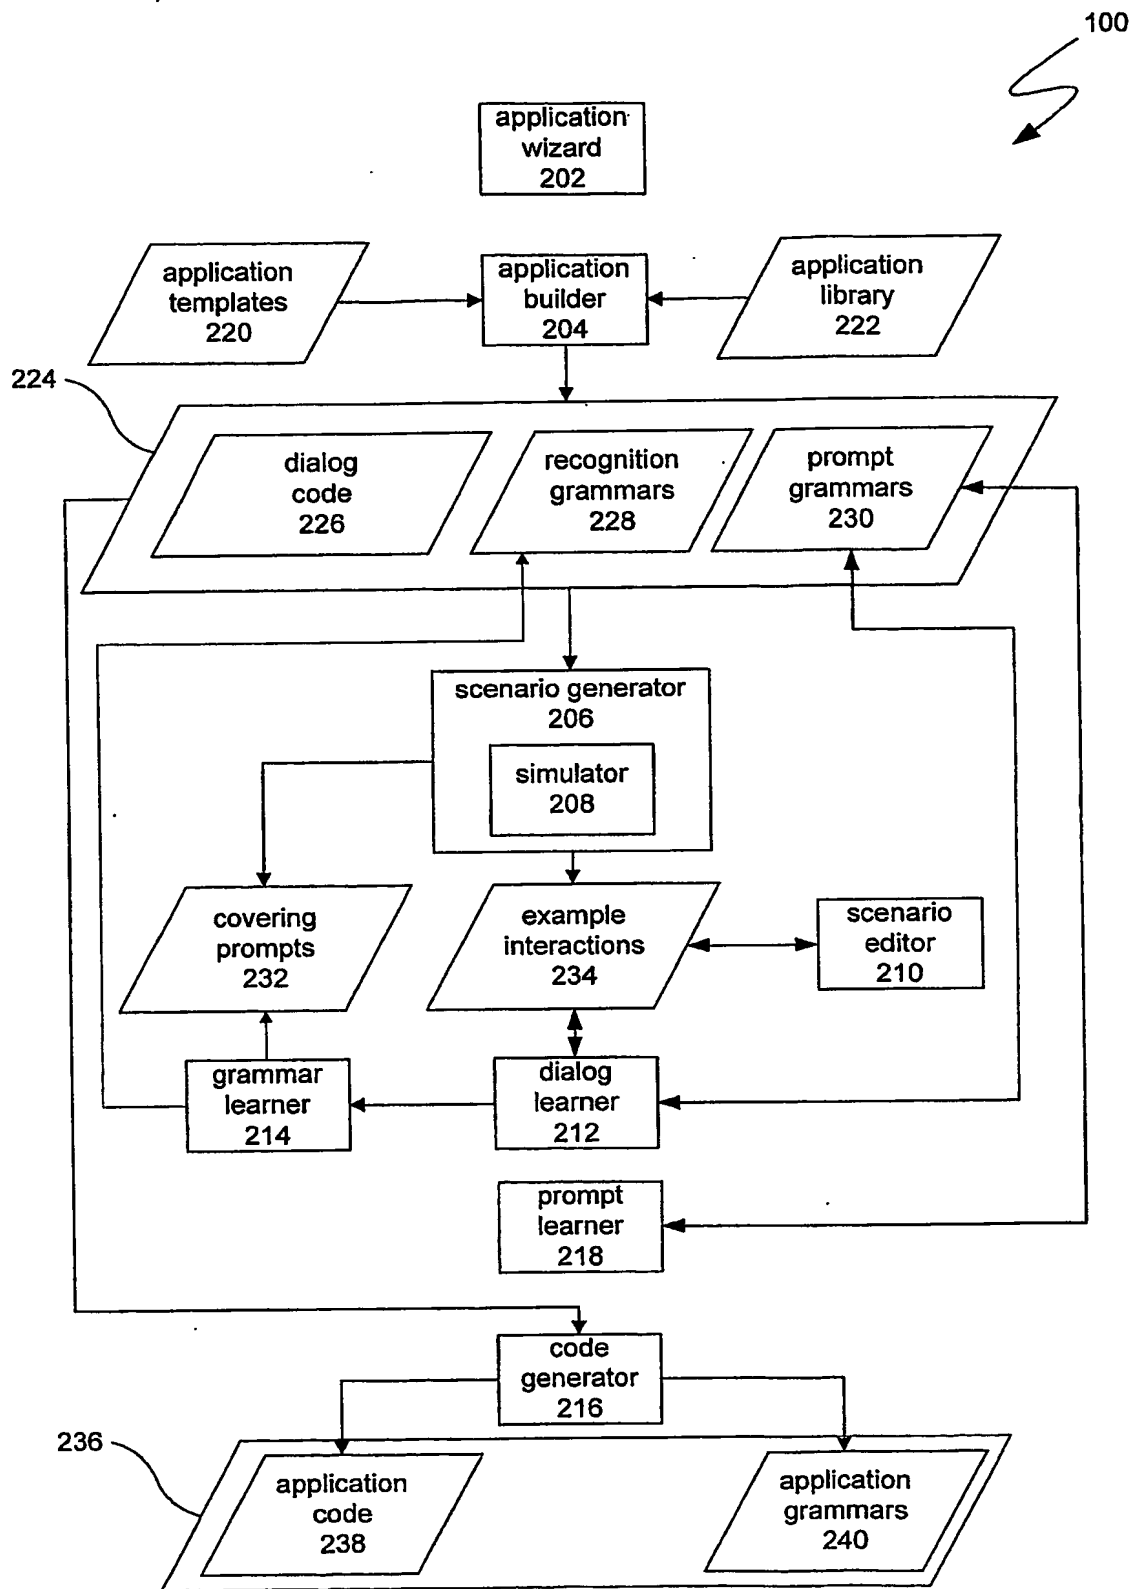 100
application
wizard
202
application
templates
220
application
builder
204
application
library
222
224
dialog
code
226
recognition
grammars
228
prompt
grammars
230
scenario generator
206
simulator
208
covering
prompts
232
example
interactions
234
scenario
editor
210
grammar
learner
214
dialog
learner
212
prompt
learner
218
code
generator
216
236
application
code
238
application
grammars
240